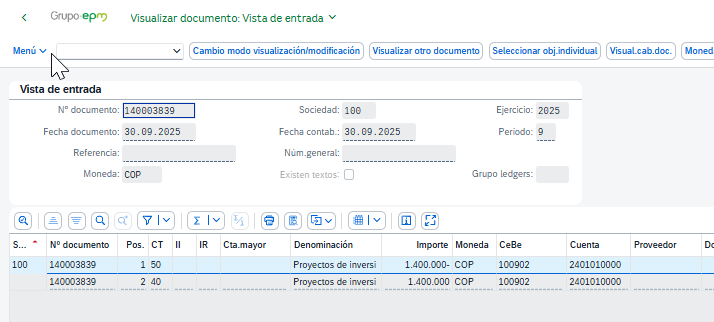 Grupo·epm Visualizar documento: Vista de entrada
Menú Cambio modo visualización/modificación Visualizar otro documento Seleccionar obj.individual Visual.cab.doc. Moned
Vista de entrada
Nº documento: 140003839 Sociedad: 100 Ejercicio: 2025
Fecha documento: 30.09.2025 Fecha contab.: 30.09.2025 Período: 9
Referencia: Núm.general:
Moneda: COP Existen textos: Grupo ledgers:
S... Nº documento Pos. CT II IR Cta.mayor Denominación Importe Moneda CeBe Cuenta Proveedor Do
100 140003839 1 50 Proyectos de inversi 1.400.000- COP 100902 2401010000
140003839 2 40 Proyectos de inversi 1.400.000 COP 100902 2401010000